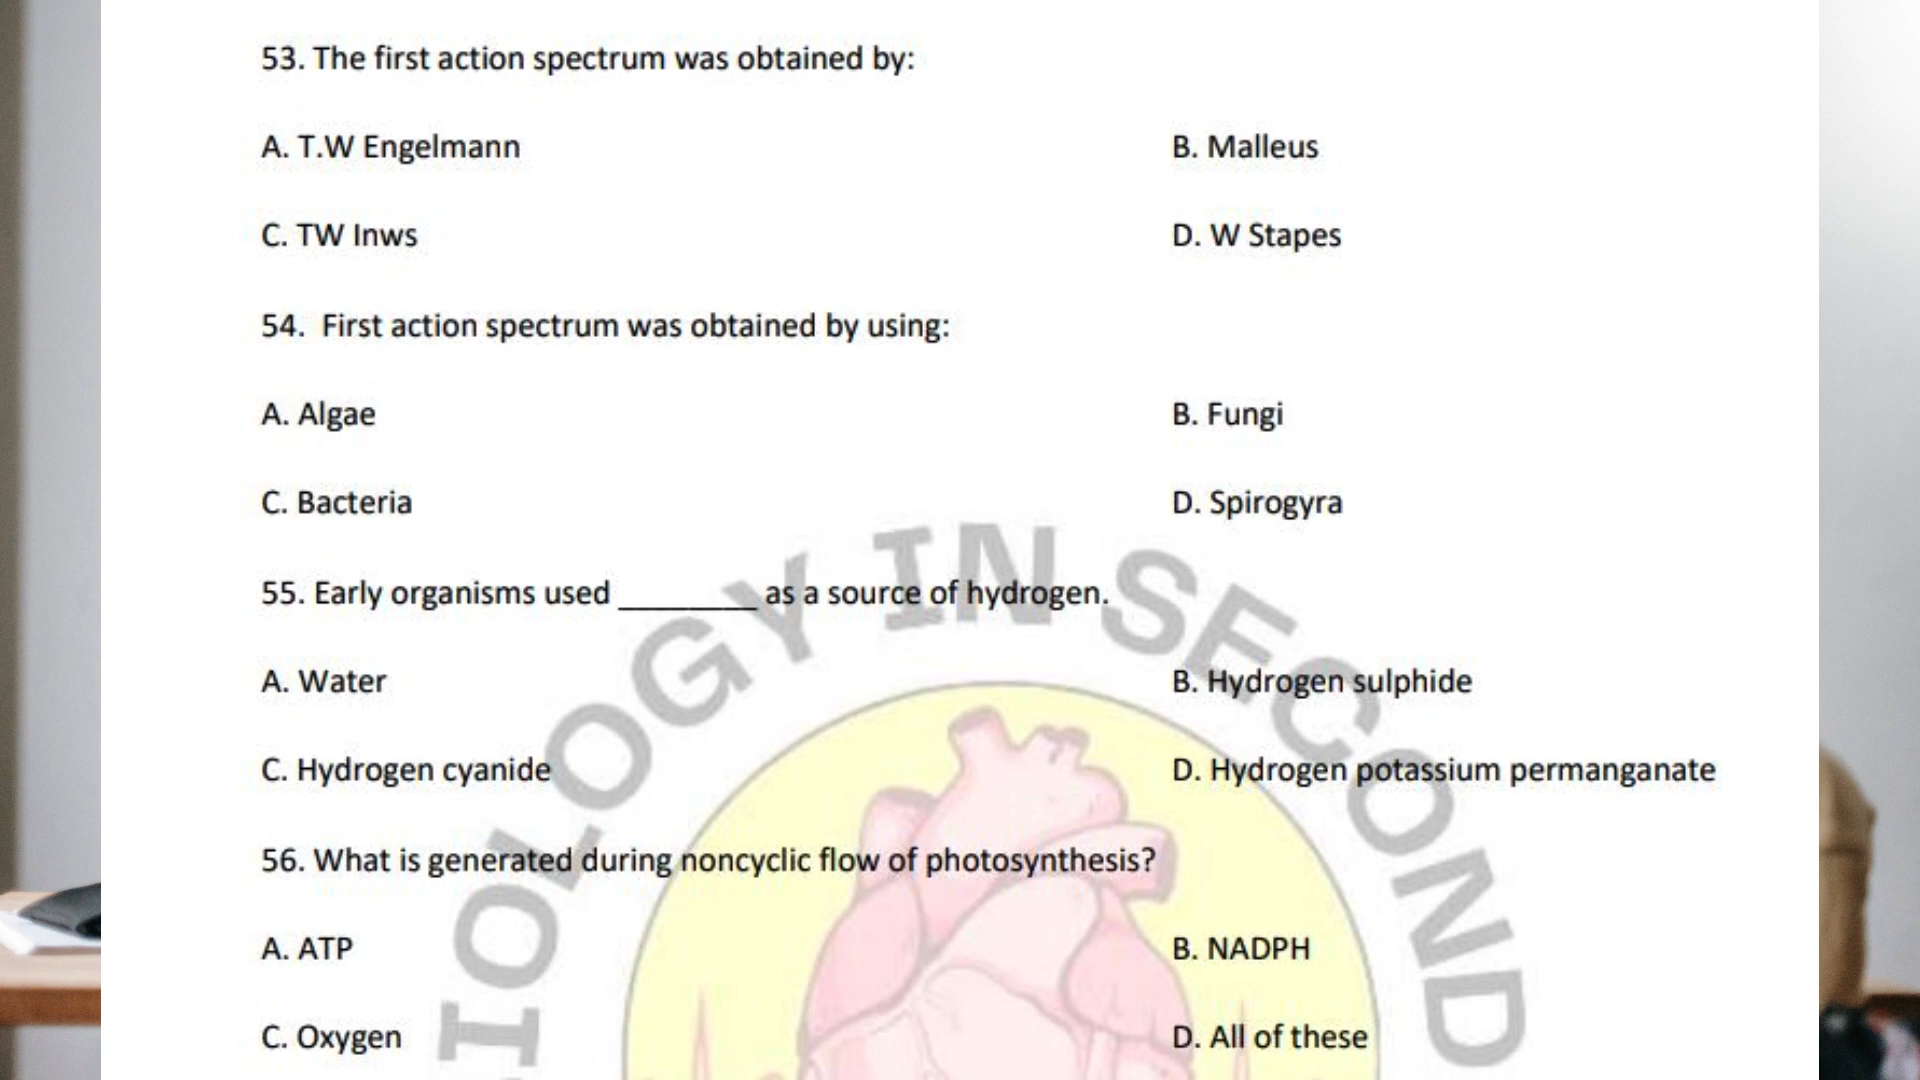 53. The first action spectrum was obtained by:
A. T.W Engelmann B. Malleus
C. TW Inws D. W Stapes
54. First action spectrum was obtained by using:
A. Algae B. Fungi
C. Bacteria D. Spirogyra
55. Early organisms used ________ as a source of hydrogen.
A. Water B. Hydrogen sulphide
C. Hydrogen cyanide D. Hydrogen potassium permanganate
56. What is generated during noncyclic flow of photosynthesis?
A. ATP B. NADPH
C. Oxygen D. All of these
IOLOGY IN SECOND